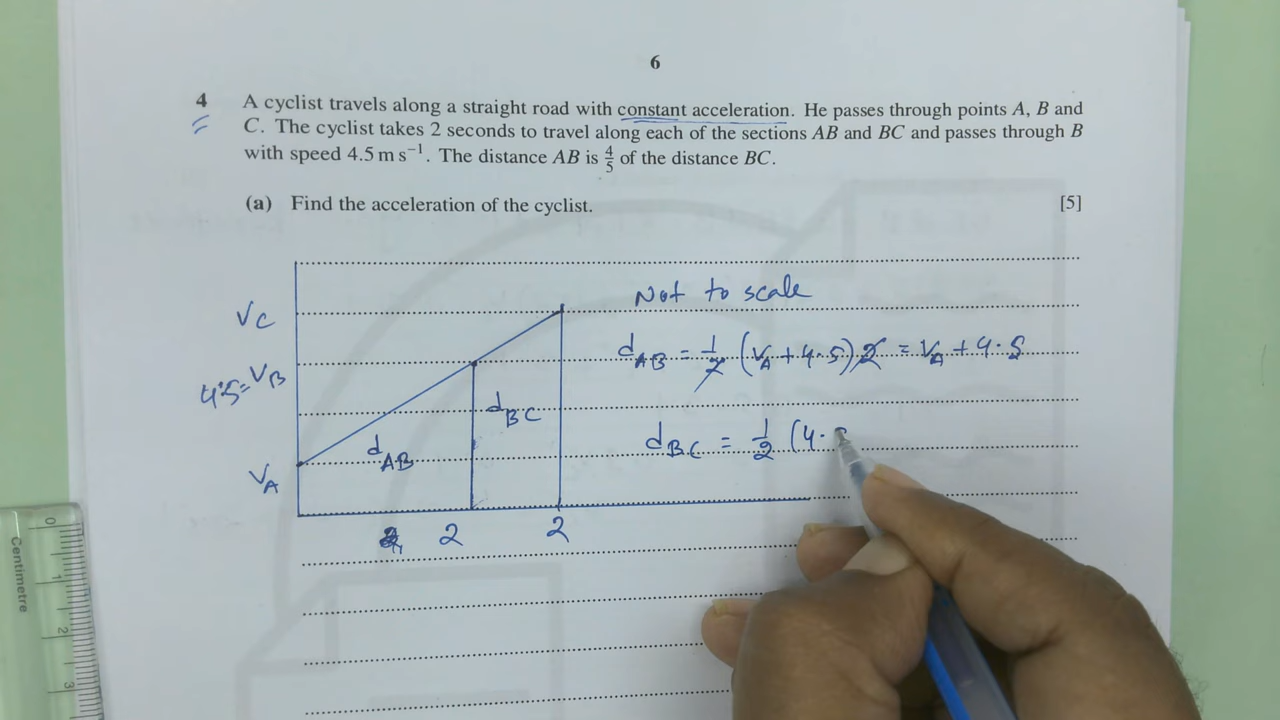 6
4 A cyclist travels along a straight road with constant acceleration. He passes through points A, B and
C. The cyclist takes 2 seconds to travel along each of the sections AB and BC and passes through B
with speed 4.5 m s⁻¹. The distance AB is 4/5 of the distance BC.
(a) Find the acceleration of the cyclist. [5]
Not to scale
V_C
d_AB = 1/2 (V_A + 4.5) 2 = V_A + 4.5
4.5 = V_B
d_BC
d_BC = 1/2 (4.
d_AB
V_A
2 2
0
Centimetre
1
2
3